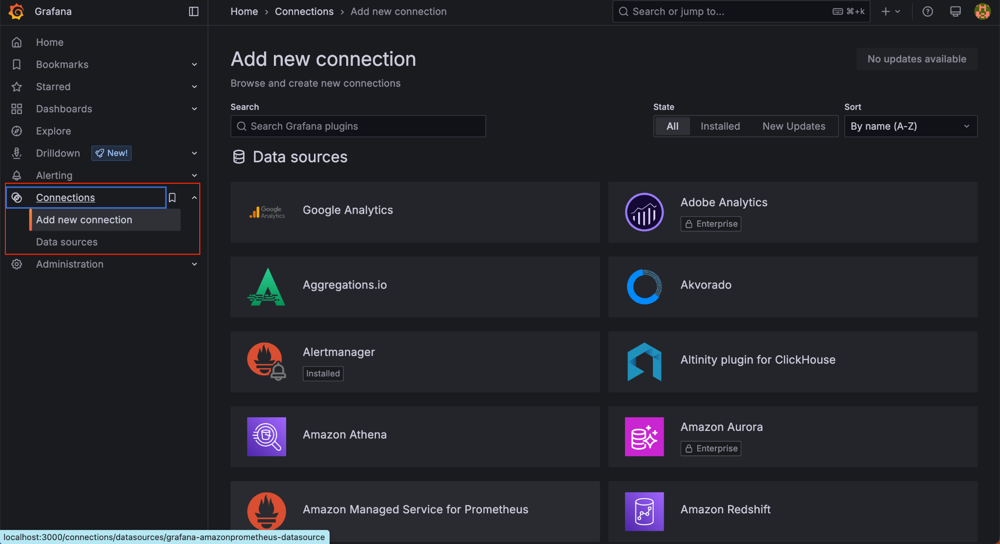 Grafana
Home › Connections › Add new connection
Search or jump to...
⌘+k
Home
Bookmarks
Starred
Dashboards
Explore
Drilldown
New!
Alerting
Connections
Add new connection
Data sources
Administration
Add new connection
No updates available
Browse and create new connections
Search
Search Grafana plugins
State
All
Installed
New Updates
Sort
By name (A-Z)
Data sources
Google
Analytics
Google Analytics
Adobe Analytics
Enterprise
Aggregations.io
Akvorado
Alertmanager
Installed
Altinity plugin for ClickHouse
Amazon Athena
Amazon Aurora
Enterprise
Amazon Managed Service for Prometheus
Amazon Redshift
localhost:3000/connections/datasources/grafana-amazonprometheus-datasource